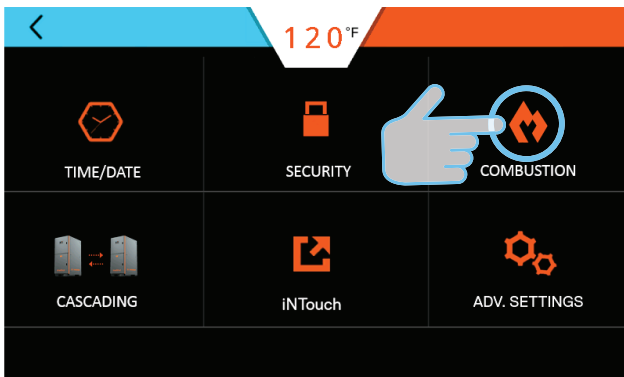 120°F
TIME/DATE
SECURITY
COMBUSTION
CASCADING
iNTouch
ADV. SETTINGS